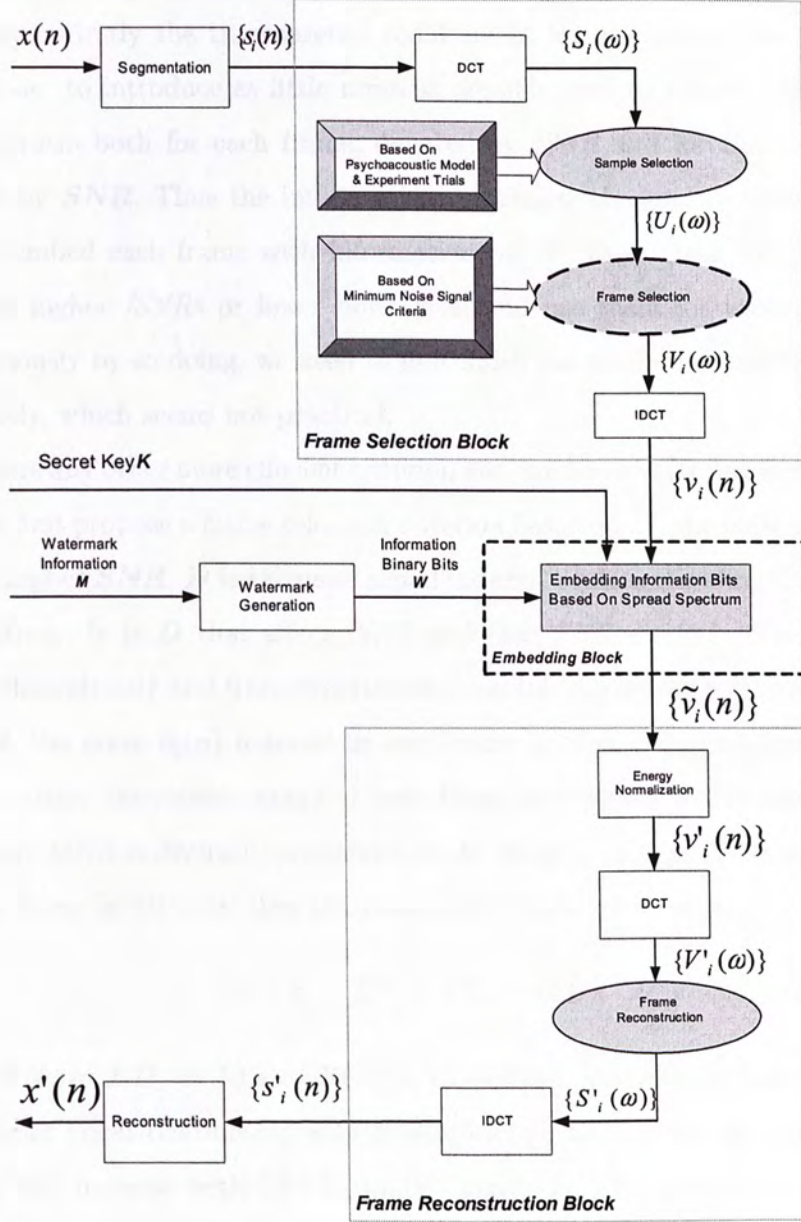 x(n)
Segmentation
{s_i(n)}
DCT
{S_i(ω)}
Based On
Psychoacoustic Model
& Experiment Trials
Sample Selection
{U_i(ω)}
Based On
Minimum Noise Signal
Criteria
Frame Selection
{V_i(ω)}
IDCT
Frame Selection Block
Secret Key K
{v_i(n)}
Watermark
Information
M
Watermark
Generation
Information
Binary Bits
W
Embedding Information Bits
Based On Spread Spectrum
Embedding Block
{ṽ_i(n)}
Energy
Normalization
{v'_i(n)}
DCT
{V'_i(ω)}
Frame
Reconstruction
x'(n)
Reconstruction
{s'_i(n)}
IDCT
{S'_i(ω)}
Frame Reconstruction Block